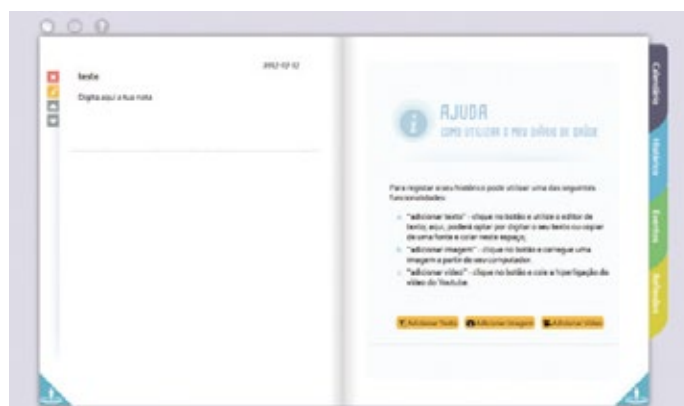 2012-12-12
texto
Digita aqui a tua nota
AJUDA
COMO UTILIZAR O MEU DIÁRIO DE SAÚDE
Para registar o seu histórico pode utilizar uma das seguintes
funcionalidades:
"adicionar texto" - clique no botão e utilize o editor de
texto; aqui, poderá optar por digitar o seu texto ou copiar
de uma fonte e colar neste espaço;
"adicionar imagem" - clique no botão e carregue uma
imagem a partir do seu computador.
"adicionar vídeo" - clique no botão e cole a hiperligação do
vídeo do Youtube.
Adicionar Texto Adicionar Imagem Adicionar Vídeo
Calendário
Histórico
Eventos